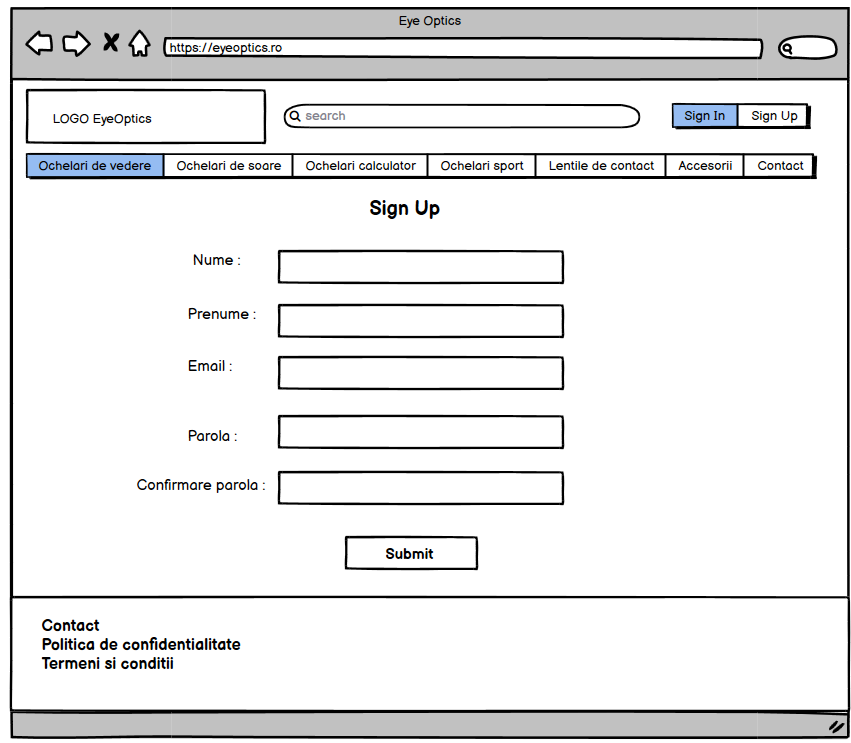 Eye Optics
https://eyeoptics.ro
LOGO EyeOptics
search
Sign In Sign Up
Ochelari de vedere Ochelari de soare Ochelari calculator Ochelari sport Lentile de contact Accesorii Contact
Sign Up
Nume :
Prenume :
Email :
Parola :
Confirmare parola :
Submit
Contact
Politica de confidentialitate
Termeni si conditii